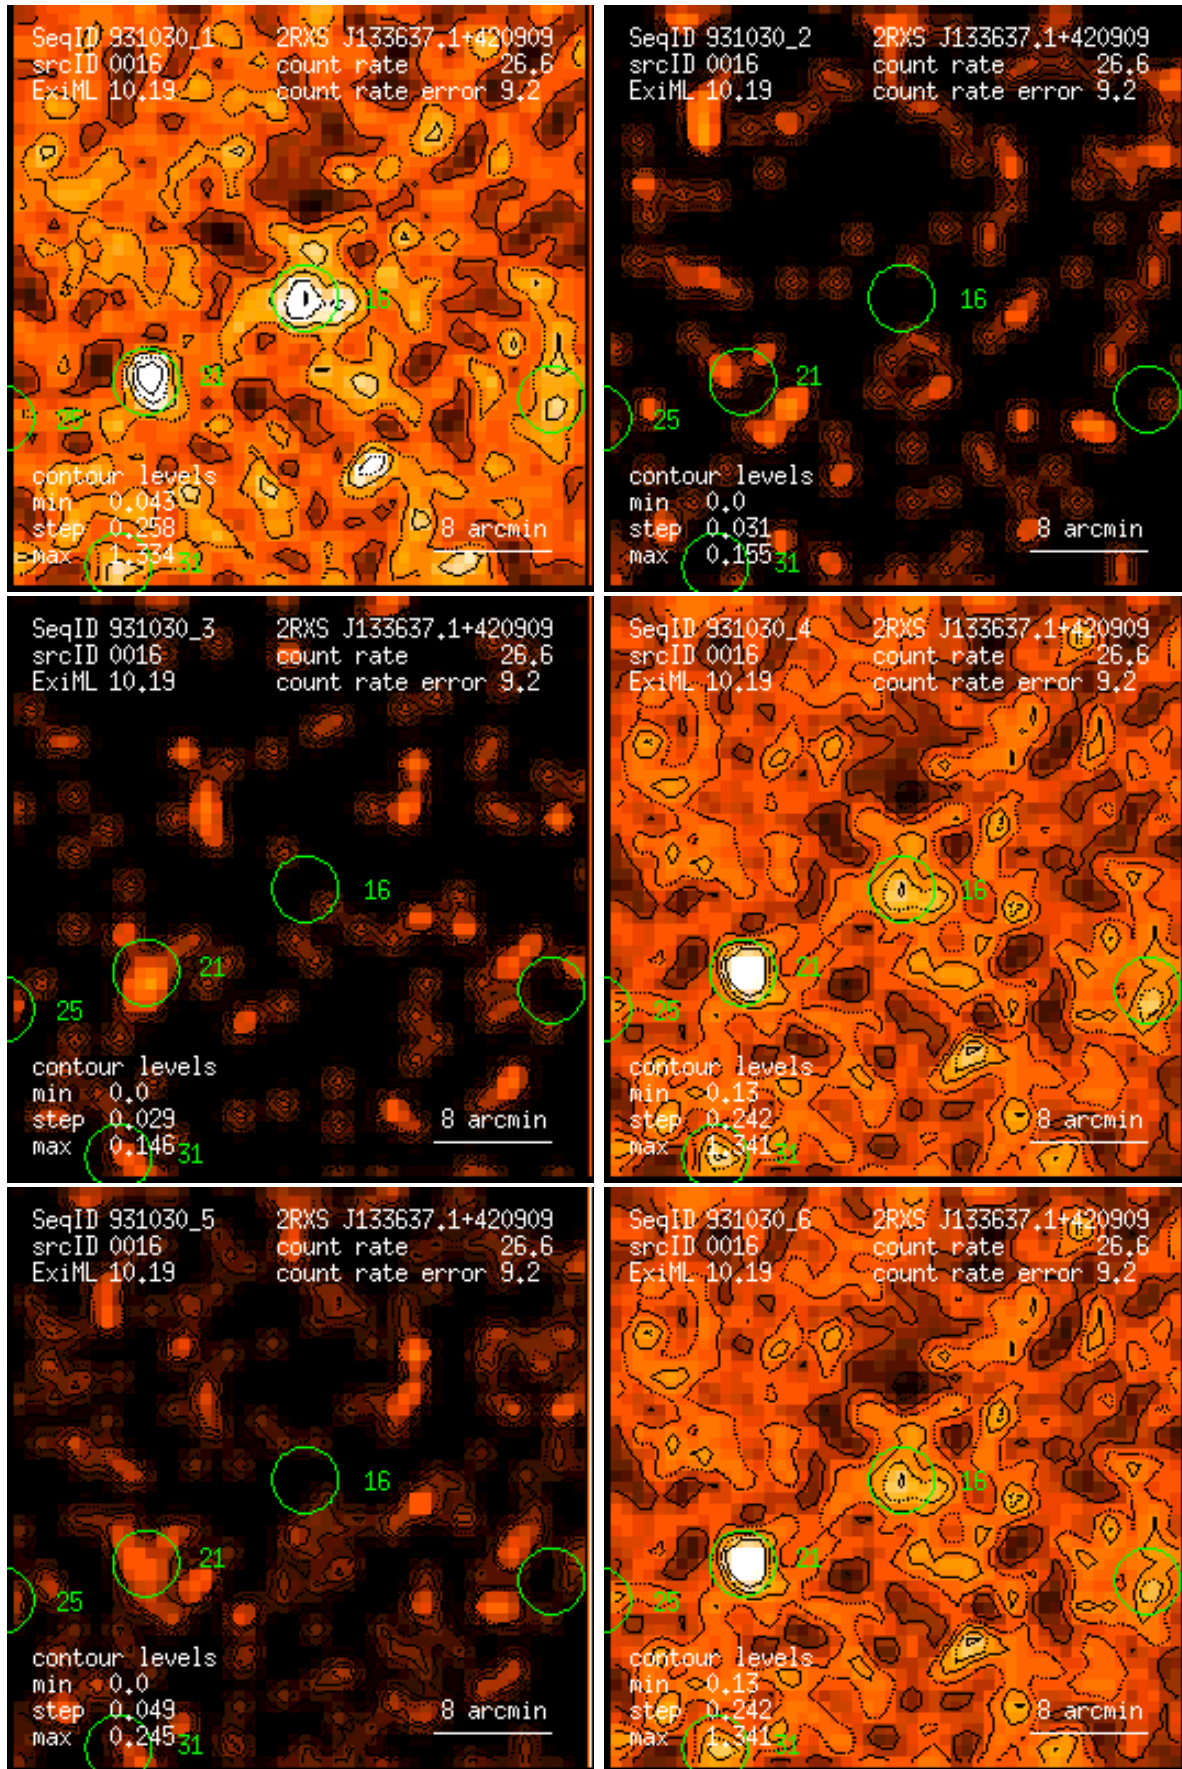 SeqID 931030_1 2RXS J133637.1+420909
srcID 0016 count rate 26.6
ExiML 10.19 count rate error 9.2
16
21
25
contour levels
min 0.043
step 0.258
8 arcmin
max 1.334
31
SeqID 931030_2 2RXS J133637.1+420909
srcID 0016 count rate 26.6
ExiML 10.19 count rate error 9.2
16
21
25
contour levels
min 0.0
step 0.031
8 arcmin
max 0.155
31
SeqID 931030_3 2RXS J133637.1+420909
srcID 0016 count rate 26.6
ExiML 10.19 count rate error 9.2
16
21
25
contour levels
min 0.0
step 0.029
8 arcmin
max 0.146
31
SeqID 931030_4 2RXS J133637.1+420909
srcID 0016 count rate 26.6
ExiML 10.19 count rate error 9.2
16
21
25
contour levels
min 0.13
step 0.242
8 arcmin
max 1.341
31
SeqID 931030_5 2RXS J133637.1+420909
srcID 0016 count rate 26.6
ExiML 10.19 count rate error 9.2
16
21
25
contour levels
min 0.0
step 0.049
8 arcmin
max 0.245
31
SeqID 931030_6 2RXS J133637.1+420909
srcID 0016 count rate 26.6
ExiML 10.19 count rate error 9.2
16
21
25
contour levels
min 0.13
step 0.242
8 arcmin
max 1.341
31